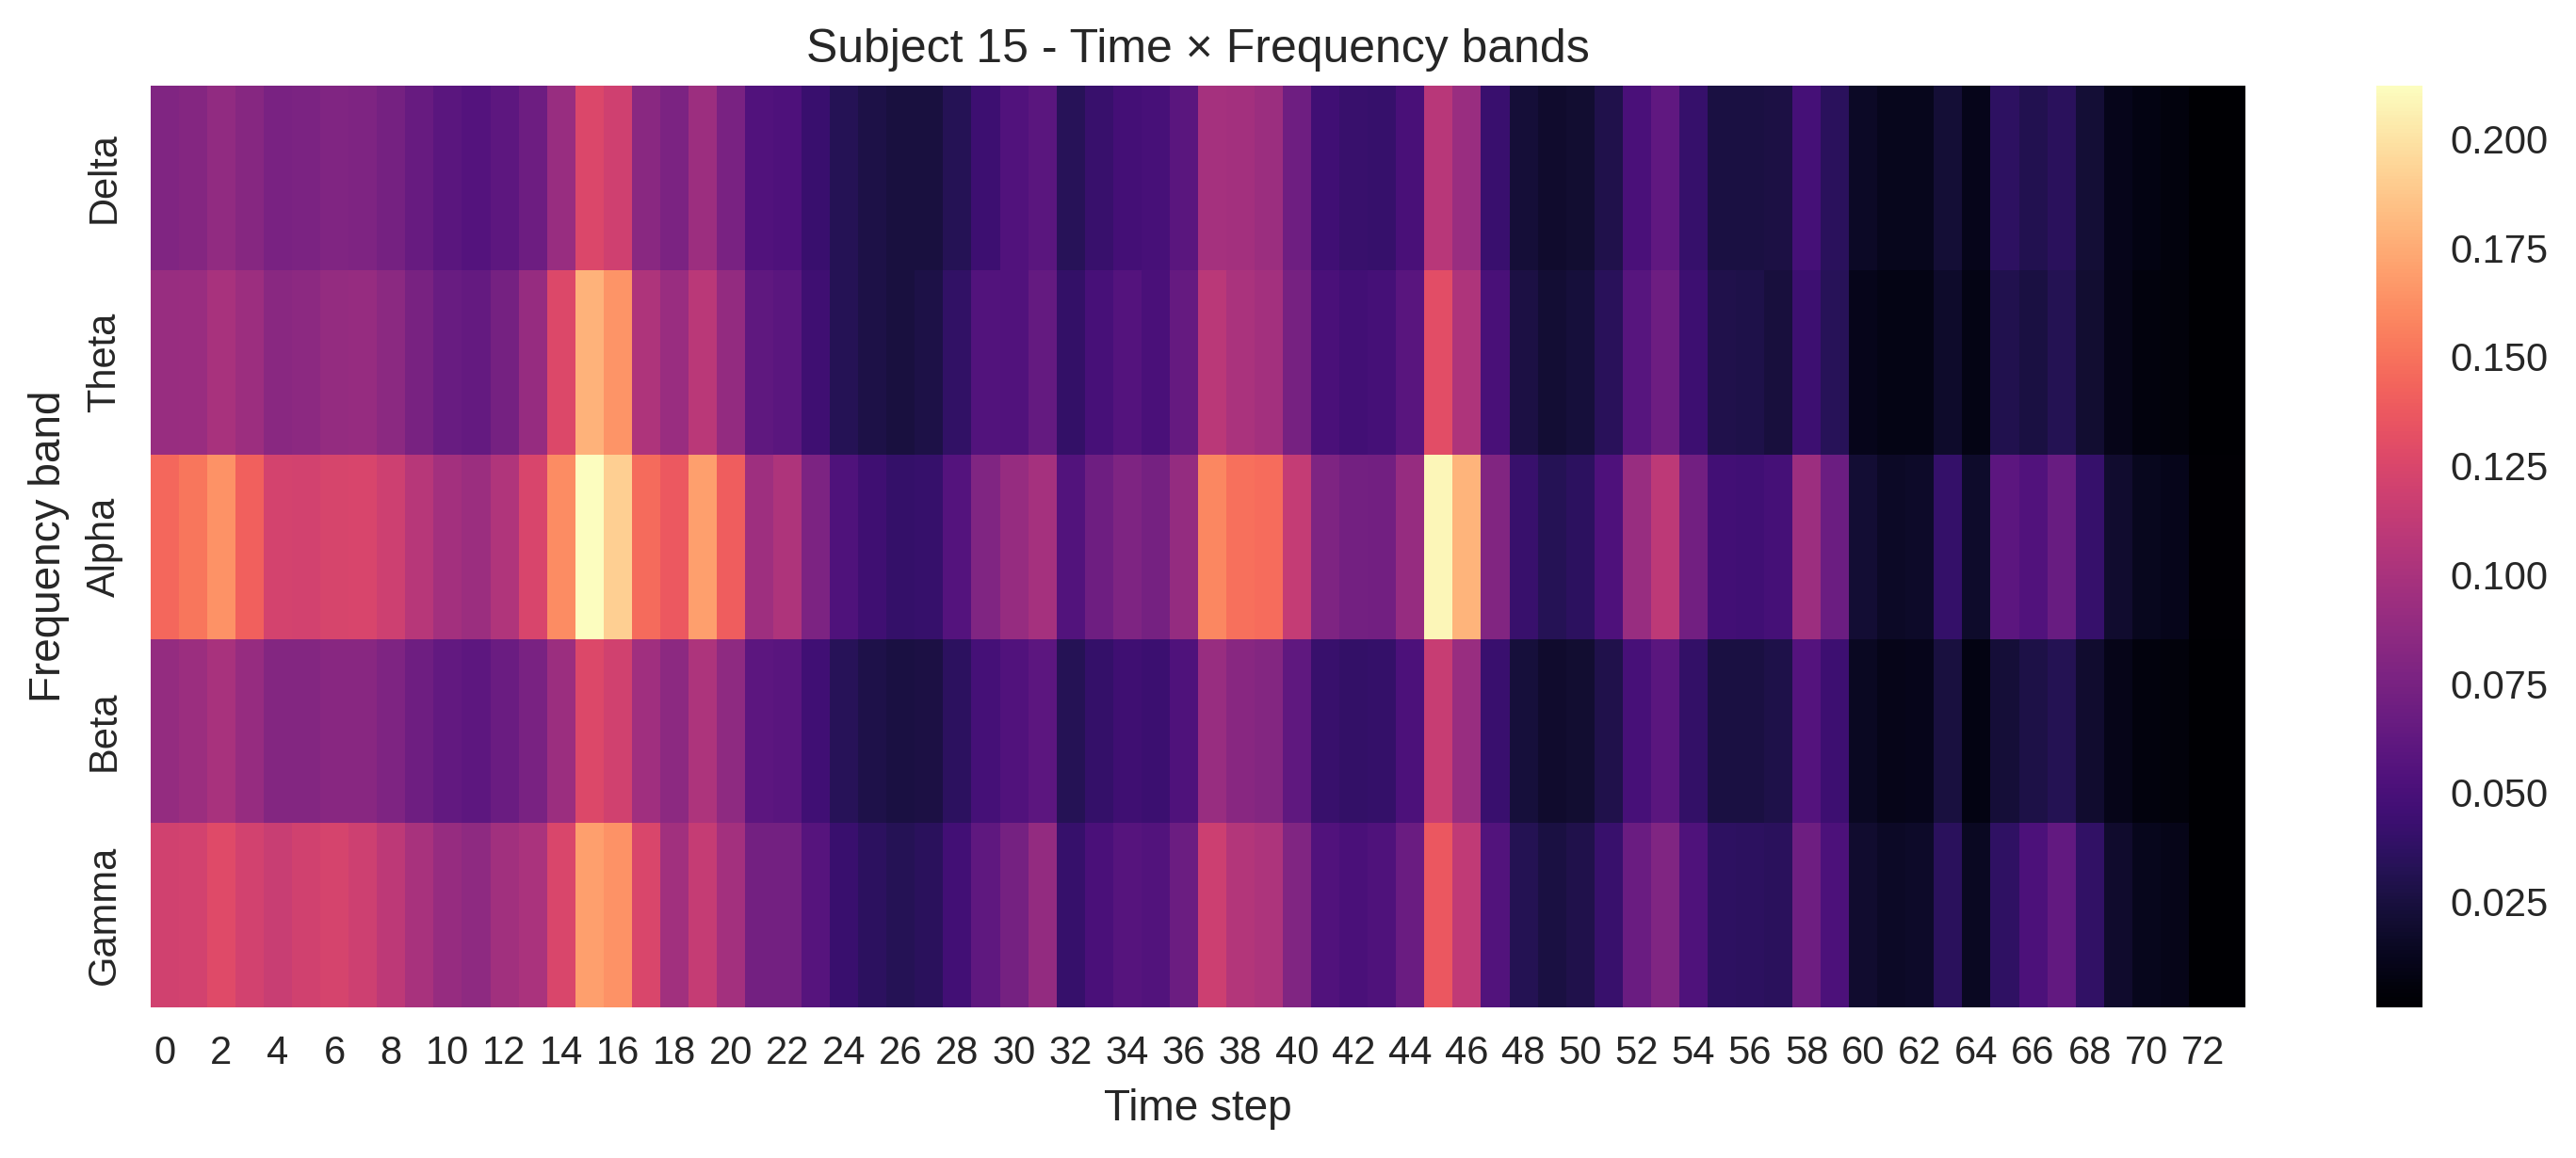 Subject 15 - Time × Frequency bands
Frequency band
Delta
Theta
Alpha
Beta
Gamma
0 2 4 6 8 10 12 14 16 18 20 22 24 26 28 30 32 34 36 38 40 42 44 46 48 50 52 54 56 58 60 62 64 66 68 70 72
Time step
0.200
0.175
0.150
0.125
0.100
0.075
0.050
0.025